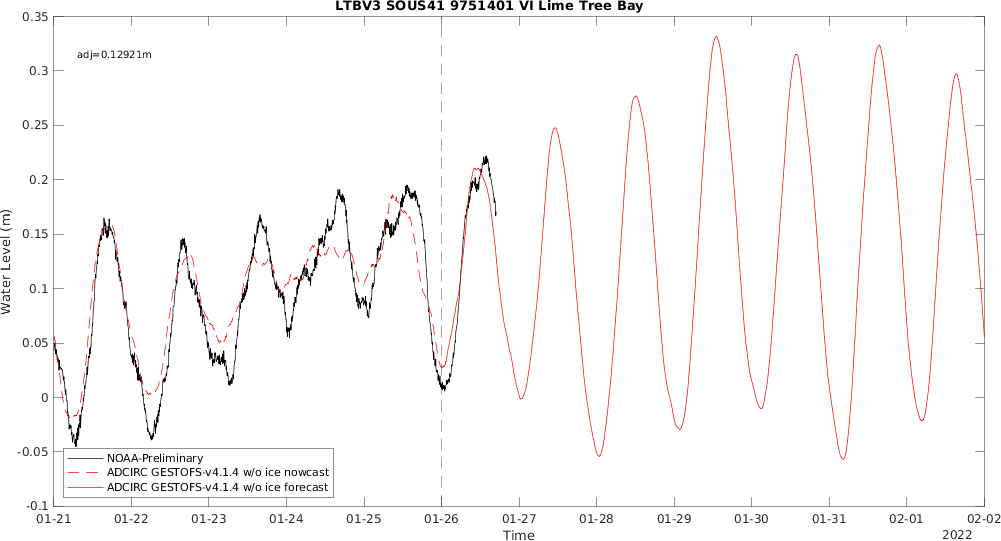 LTBV3 SOUS41 9751401 VI Lime Tree Bay
adj=0.12921m
Water Level (m)
0.35
0.3
0.25
0.2
0.15
0.1
0.05
0
-0.05
-0.1
NOAA-Preliminary
ADCIRC GESTOFS-v4.1.4 w/o ice nowcast
ADCIRC GESTOFS-v4.1.4 w/o ice forecast
01-21 01-22 01-23 01-24 01-25 01-26 01-27 01-28 01-29 01-30 01-31 02-01 02-02
Time
2022